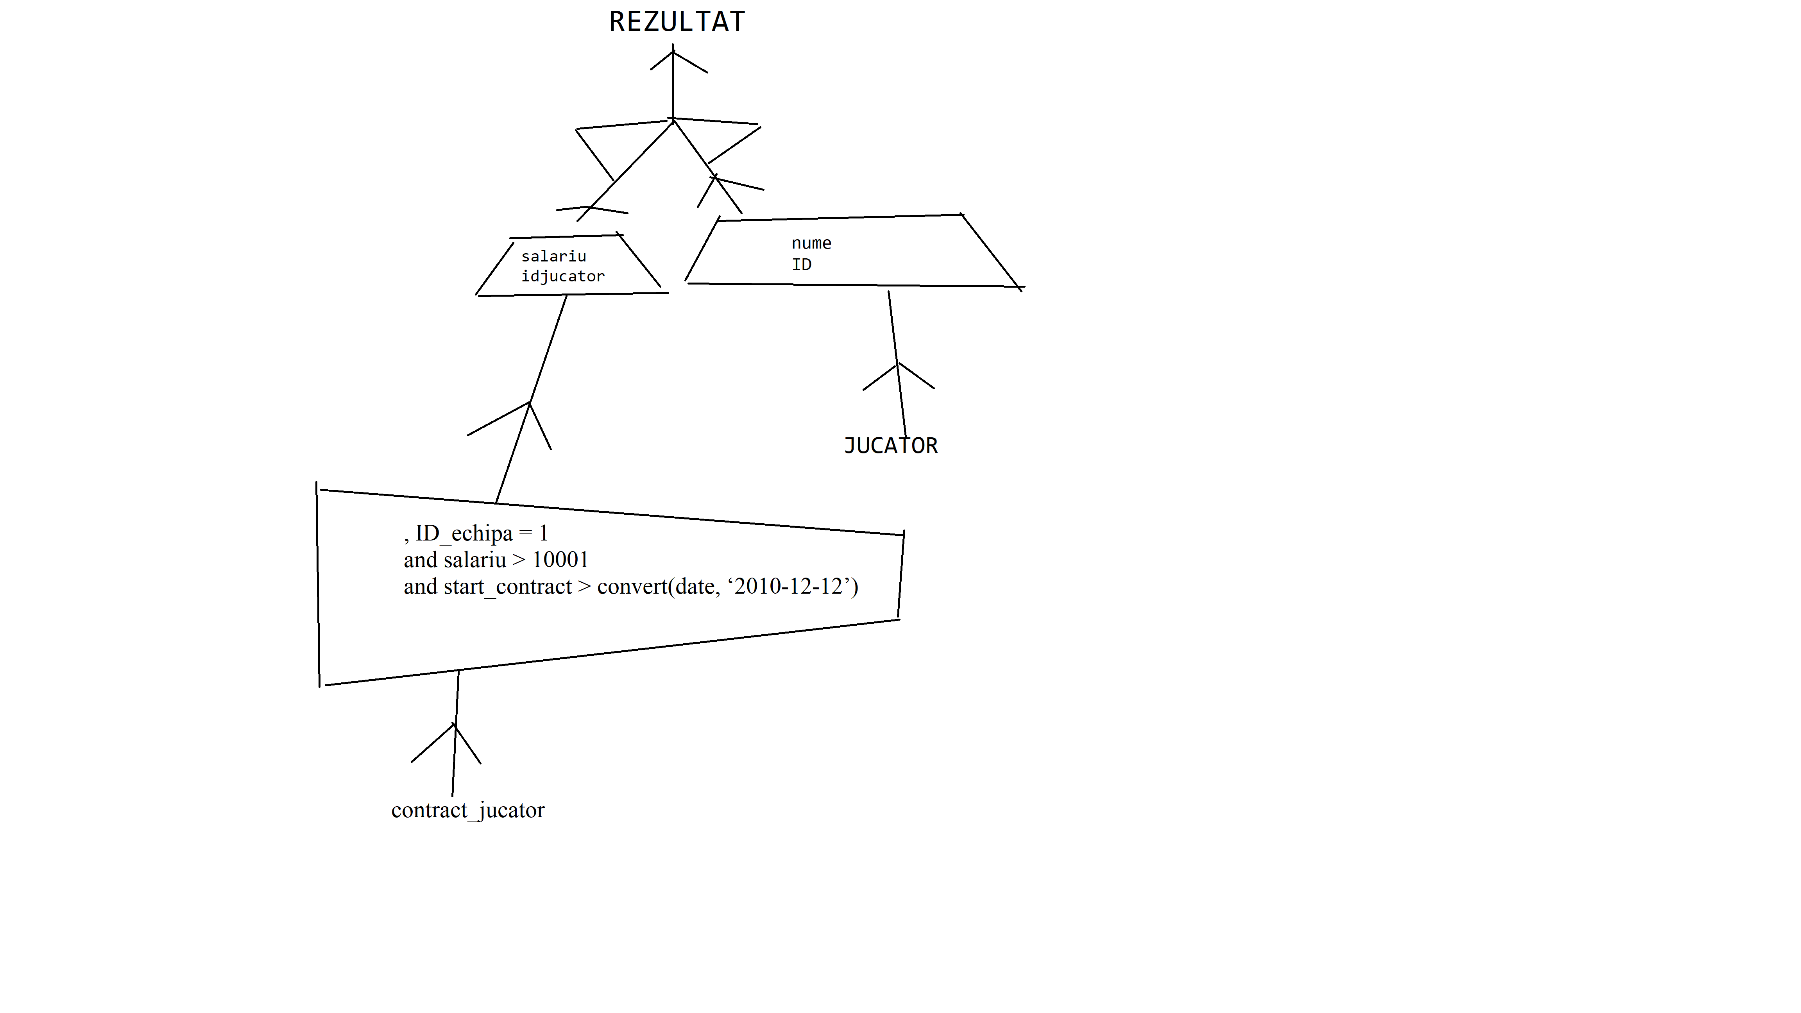 REZULTAT
salariu
idjucator
nume
ID
JUCATOR
, ID_echipa = 1
and salariu > 10001
and start_contract > convert(date, ‘2010-12-12’)
contract_jucator